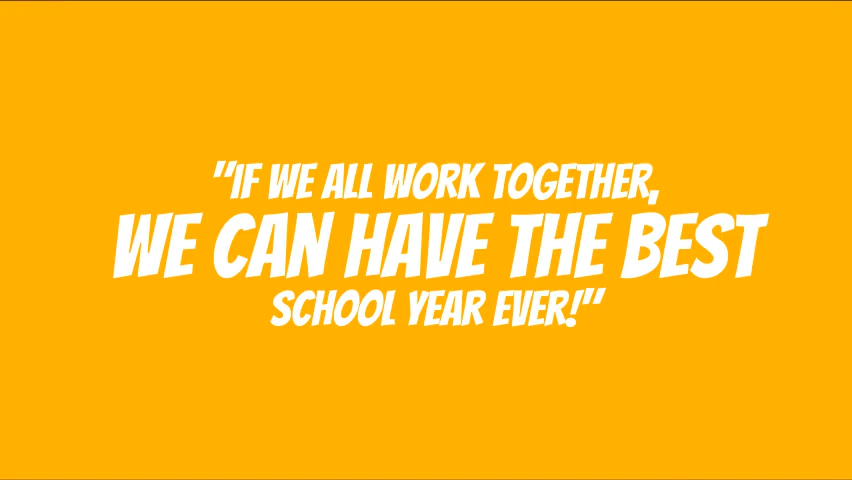 "IF WE ALL WORK TOGETHER,
WE CAN HAVE THE BEST
SCHOOL YEAR EVER!"